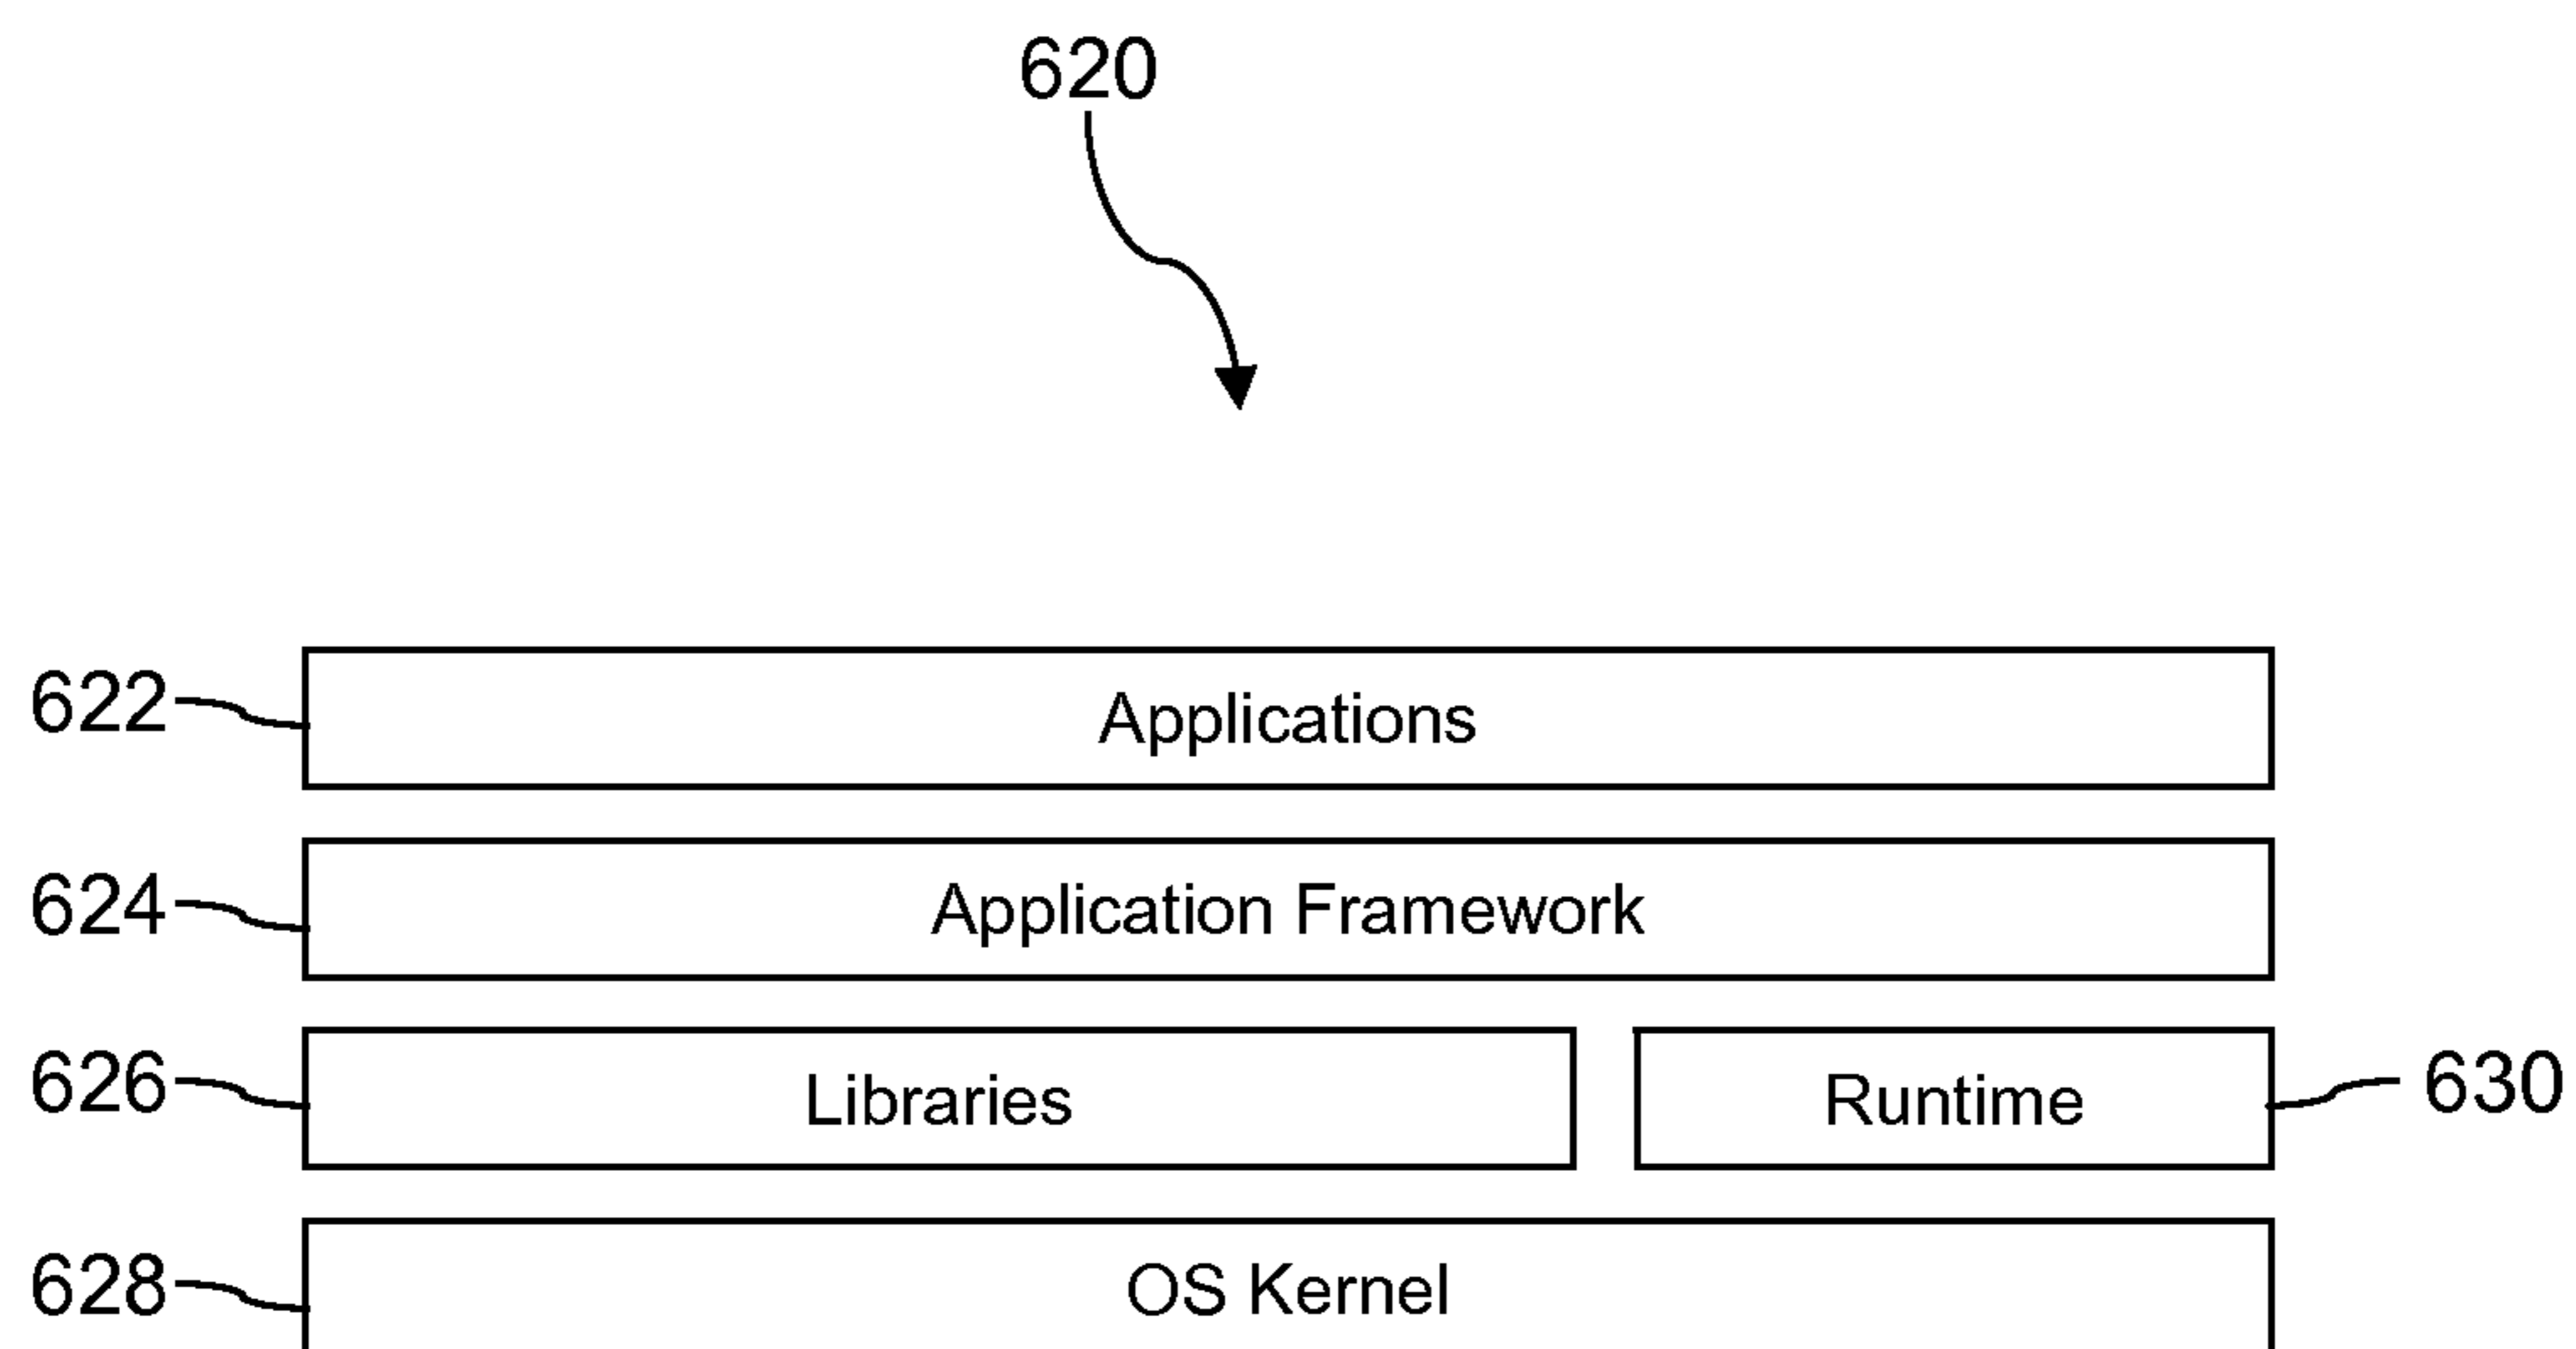 620
622 Applications
624 Application Framework
626 Libraries Runtime 630
628 OS Kernel